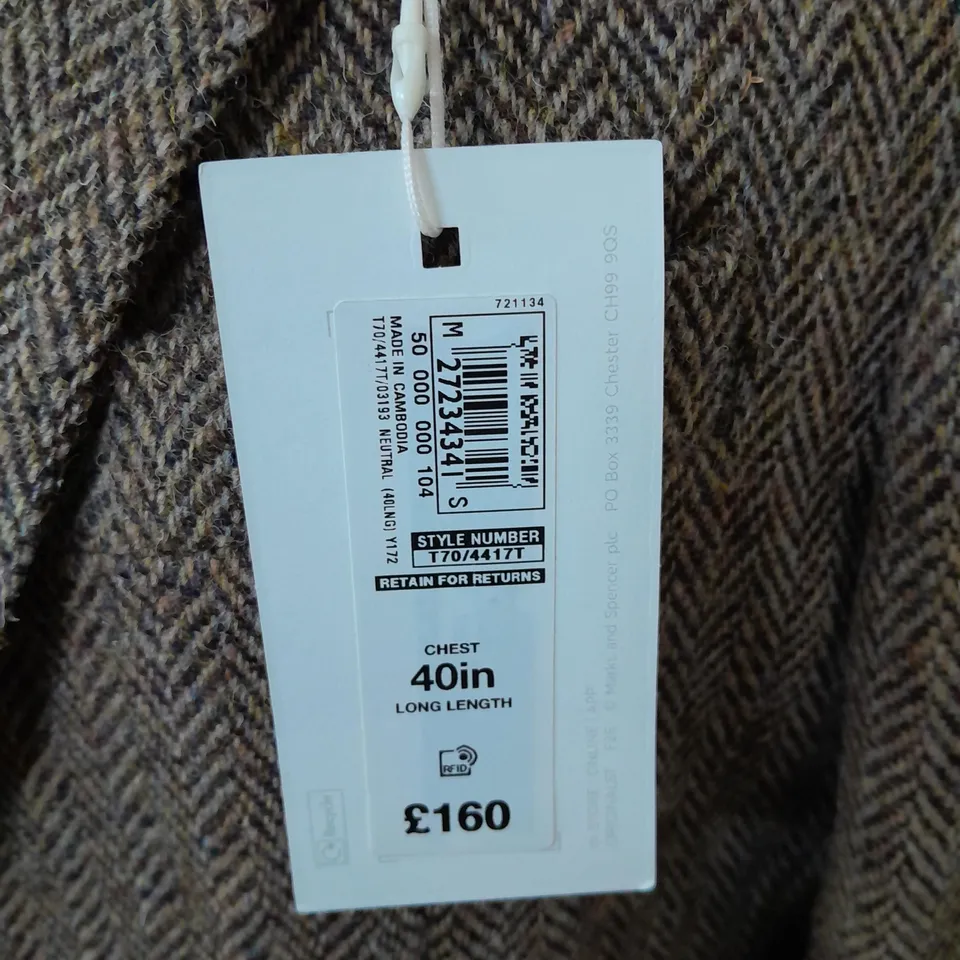 721134
M 27234341 S
50 000 000 104
MADE IN CAMBODIA
T70/4417T/03193 NEUTRAL (40LNG) Y172
STYLE NUMBER
T70/4417T
RETAIN FOR RETURNS
CHEST
40in
LONG LENGTH
RFID
£160
© Marks and Spencer plc PO Box 3339 Chester CH99 9QS